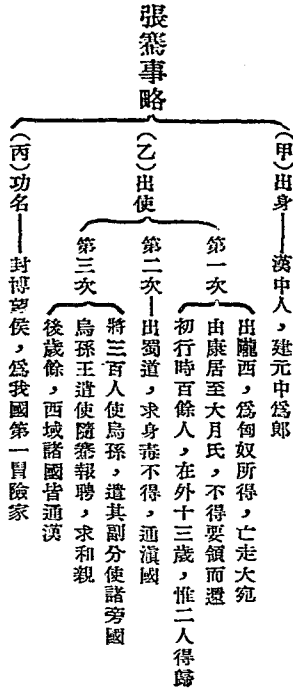 張騫事略
(甲)出身——漢中人，建元中爲郞
(乙)出使
第一次
出隴西，爲匈奴所得，亡走大宛
由康居至大月氏，不得要領而還
初行時百餘人，在外十三歲，惟二人得歸
第二次—出蜀道，求身毒不得，通滇國
第三次
將三百人使烏孫，遣其副分使諸旁國
烏孫王遣使隨騫報聘，求和親
後歲餘，西域諸國皆通漢
(丙)功名——封博望侯，爲我國第一冒險家